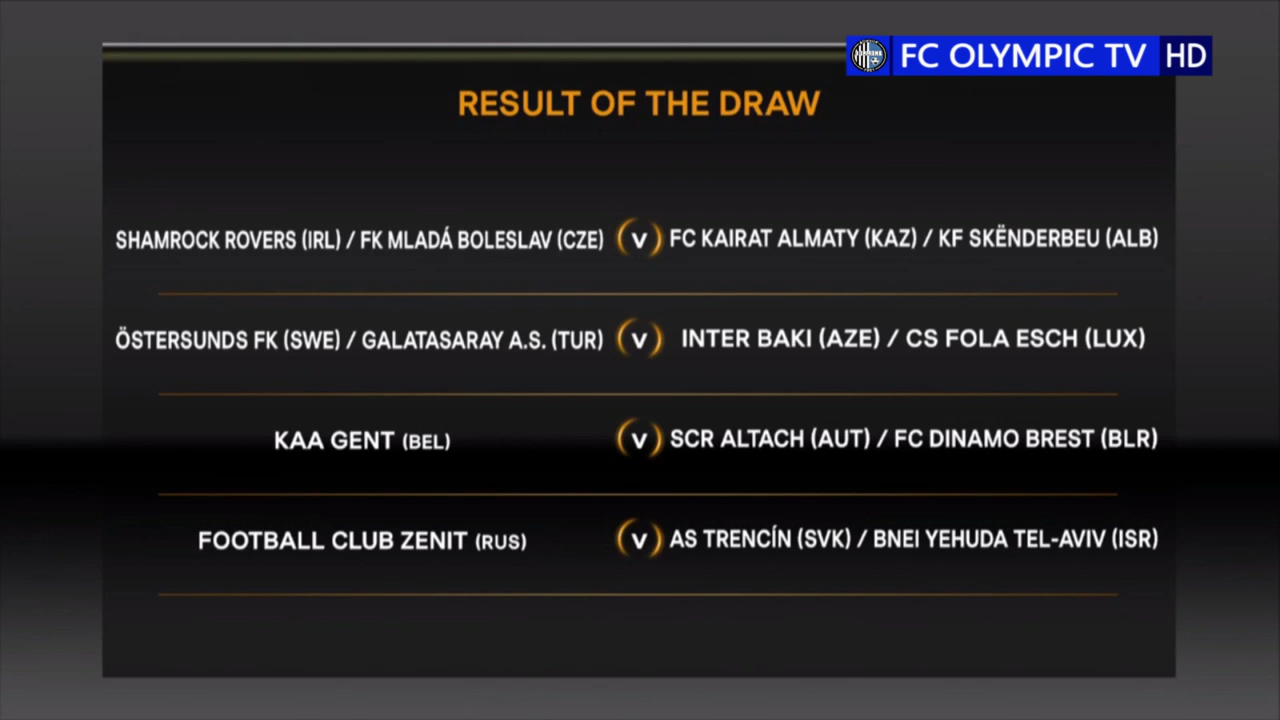 FC OLYMPIC TV HD
RESULT OF THE DRAW
SHAMROCK ROVERS (IRL) / FK MLADÁ BOLESLAV (CZE) V FC KAIRAT ALMATY (KAZ) / KF SKËNDERBEU (ALB)
ÖSTERSUNDS FK (SWE) / GALATASARAY A.S. (TUR) V INTER BAKI (AZE) / CS FOLA ESCH (LUX)
KAA GENT (BEL) V SCR ALTACH (AUT) / FC DINAMO BREST (BLR)
FOOTBALL CLUB ZENIT (RUS) V AS TRENCÍN (SVK) / BNEI YEHUDA TEL-AVIV (ISR)